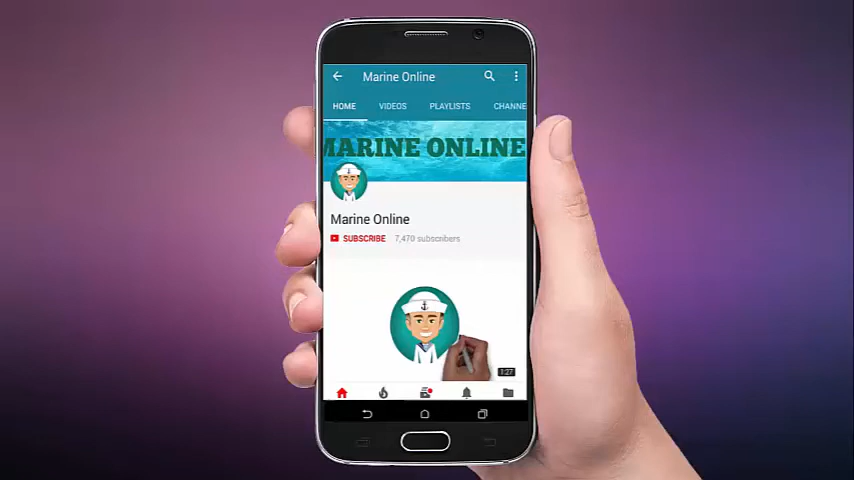 Marine Online
HOME VIDEOS PLAYLISTS CHANNE
MARINE ONLINE
Marine Online
SUBSCRIBE 7,470 subscribers
1:27